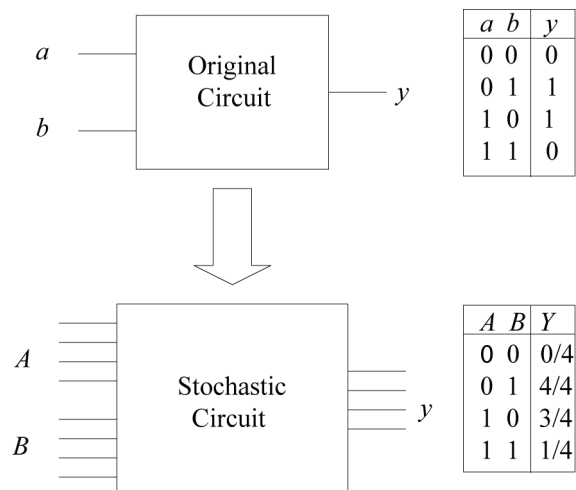 a
b
Original
Circuit
y
a b y
0 0 0
0 1 1
1 0 1
1 1 0
A
B
Stochastic
Circuit
y
A B Y
0 0 0/4
0 1 4/4
1 0 3/4
1 1 1/4